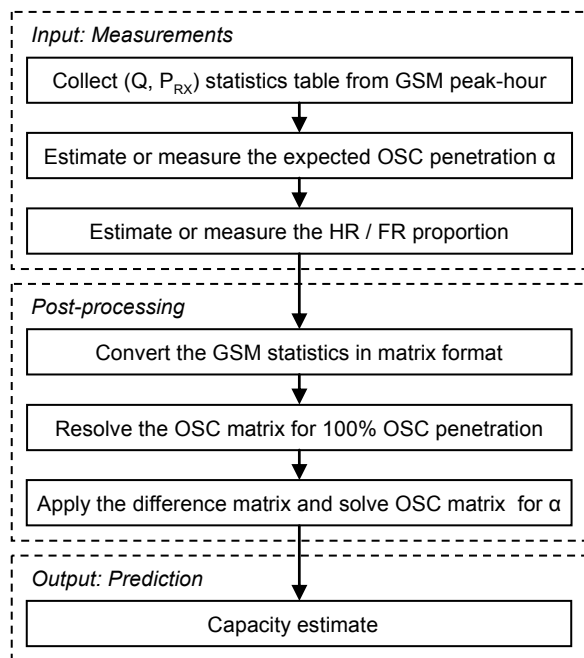 Input: Measurements
Collect (Q, P_RX) statistics table from GSM peak-hour
Estimate or measure the expected OSC penetration α
Estimate or measure the HR / FR proportion
Post-processing
Convert the GSM statistics in matrix format
Resolve the OSC matrix for 100% OSC penetration
Apply the difference matrix and solve OSC matrix for α
Output: Prediction
Capacity estimate